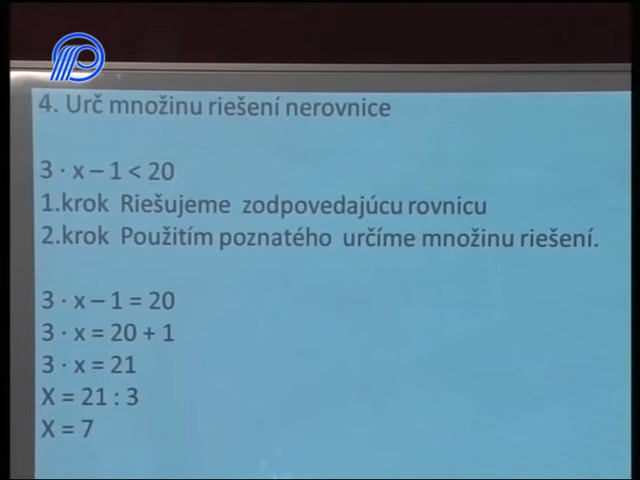 4. Urč množinu riešení nerovnice
3 · x – 1 < 20
1.krok Riešujeme zodpovedajúcu rovnicu
2.krok Použitím poznatého určíme množinu riešení.
3 · x – 1 = 20
3 · x = 20 + 1
3 · x = 21
X = 21 : 3
X = 7